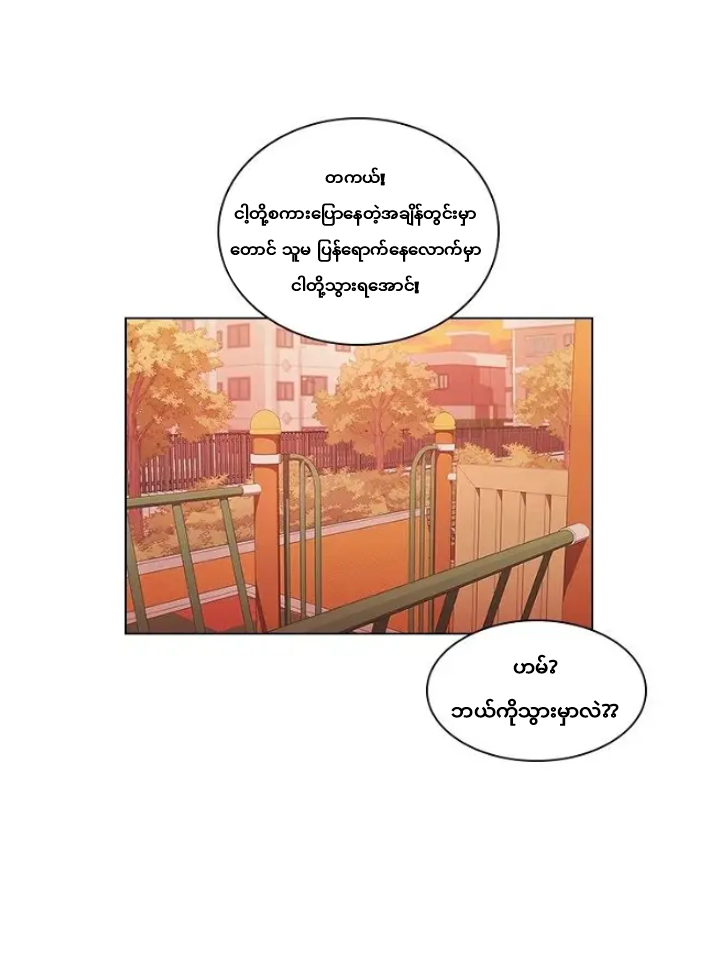 တကယ်!
ငါ့တို့စကားပြောနေတဲ့အချိန်တွင်းမှာ
တောင် သူမ ပြန်ရောက်နေလောက်မှာ
ငါတို့သွားရအောင်!
ဟမ်?
ဘယ်ကိုသွားမှာလဲ??